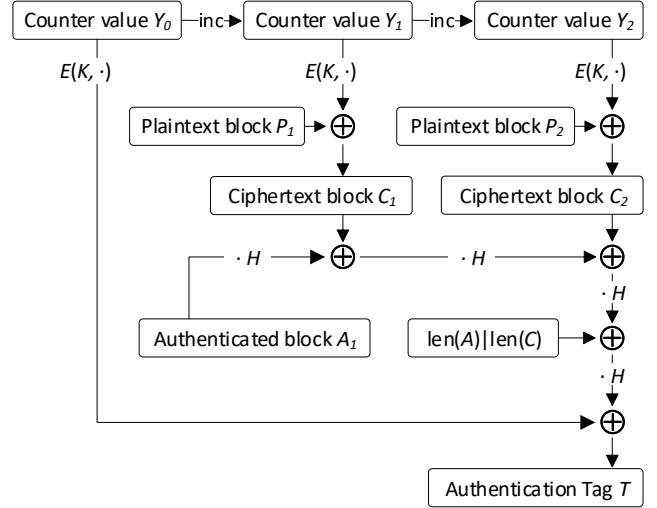 Counter value Y₀ inc Counter value Y₁ inc Counter value Y₂
E(K, ·) E(K, ·) E(K, ·)
Plaintext block P₁ Plaintext block P₂
Ciphertext block C₁ Ciphertext block C₂
· H · H
· H
Authenticated block A₁ len(A)|len(C)
· H
Authentication Tag T